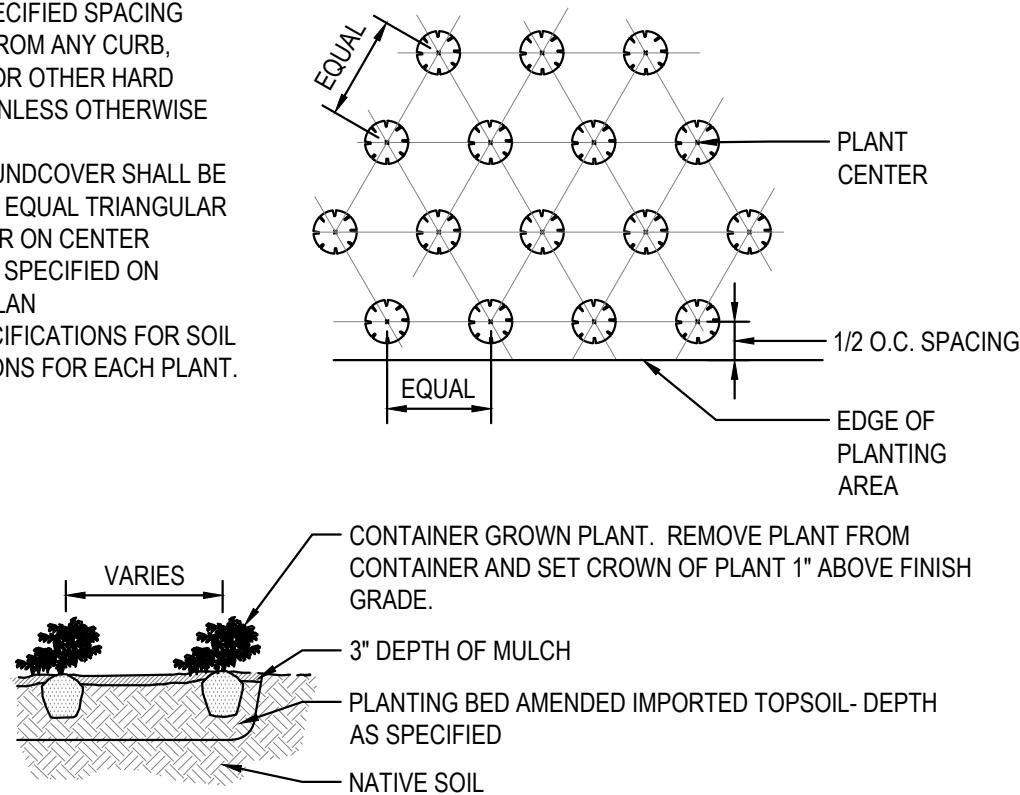 ECIFIED SPACING
FROM ANY CURB,
OR OTHER HARD
NLESS OTHERWISE
UNDCOVER SHALL BE
EQUAL TRIANGULAR
R ON CENTER
SPECIFIED ON
LAN
CIFICATIONS FOR SOIL
ONS FOR EACH PLANT.
EQUAL
PLANT
CENTER
1/2 O.C. SPACING
EQUAL
EDGE OF
PLANTING
AREA
CONTAINER GROWN PLANT. REMOVE PLANT FROM
CONTAINER AND SET CROWN OF PLANT 1" ABOVE FINISH
GRADE.
VARIES
3" DEPTH OF MULCH
PLANTING BED AMENDED IMPORTED TOPSOIL- DEPTH
AS SPECIFIED
NATIVE SOIL